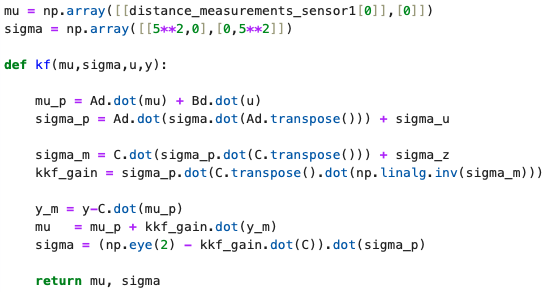 mu = np.array([[distance_measurements_sensor1[0]],[0]])
sigma = np.array([[5**2,0],[0,5**2]])
def kf(mu,sigma,u,y):
mu_p = Ad.dot(mu) + Bd.dot(u)
sigma_p = Ad.dot(sigma.dot(Ad.transpose())) + sigma_u
sigma_m = C.dot(sigma_p.dot(C.transpose())) + sigma_z
kkf_gain = sigma_p.dot(C.transpose().dot(np.linalg.inv(sigma_m)))
y_m = y-C.dot(mu_p)
mu   = mu_p + kkf_gain.dot(y_m)
sigma = (np.eye(2) - kkf_gain.dot(C)).dot(sigma_p)
return mu, sigma